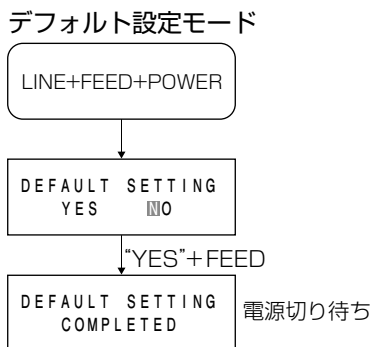 デフォルト設定モード
LINE+FEED+POWER
DEFAULT SETTING
YES NO
“YES”+FEED
DEFAULT SETTING
COMPLETED
電源切り待ち